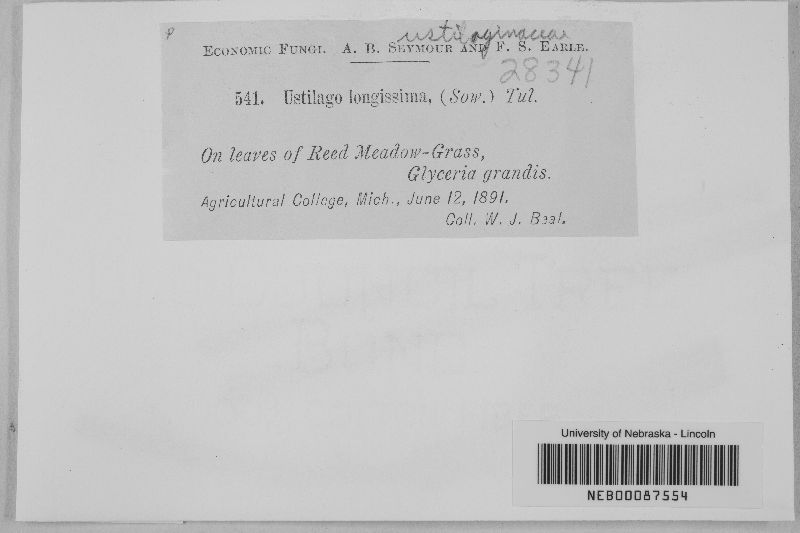 P
ustilaginaceae
ECONOMIC FUNGI. A. B. SEYMOUR AND F. S. EARLE.
28341
541. Ustilago longissima, (Sow.) Tul.
On leaves of Reed Meadow-Grass,
Glyceria grandis.
Agricultural College, Mich., June 12, 1891.
Coll. W. J. Beal.
University of Nebraska - Lincoln
NEB00087554